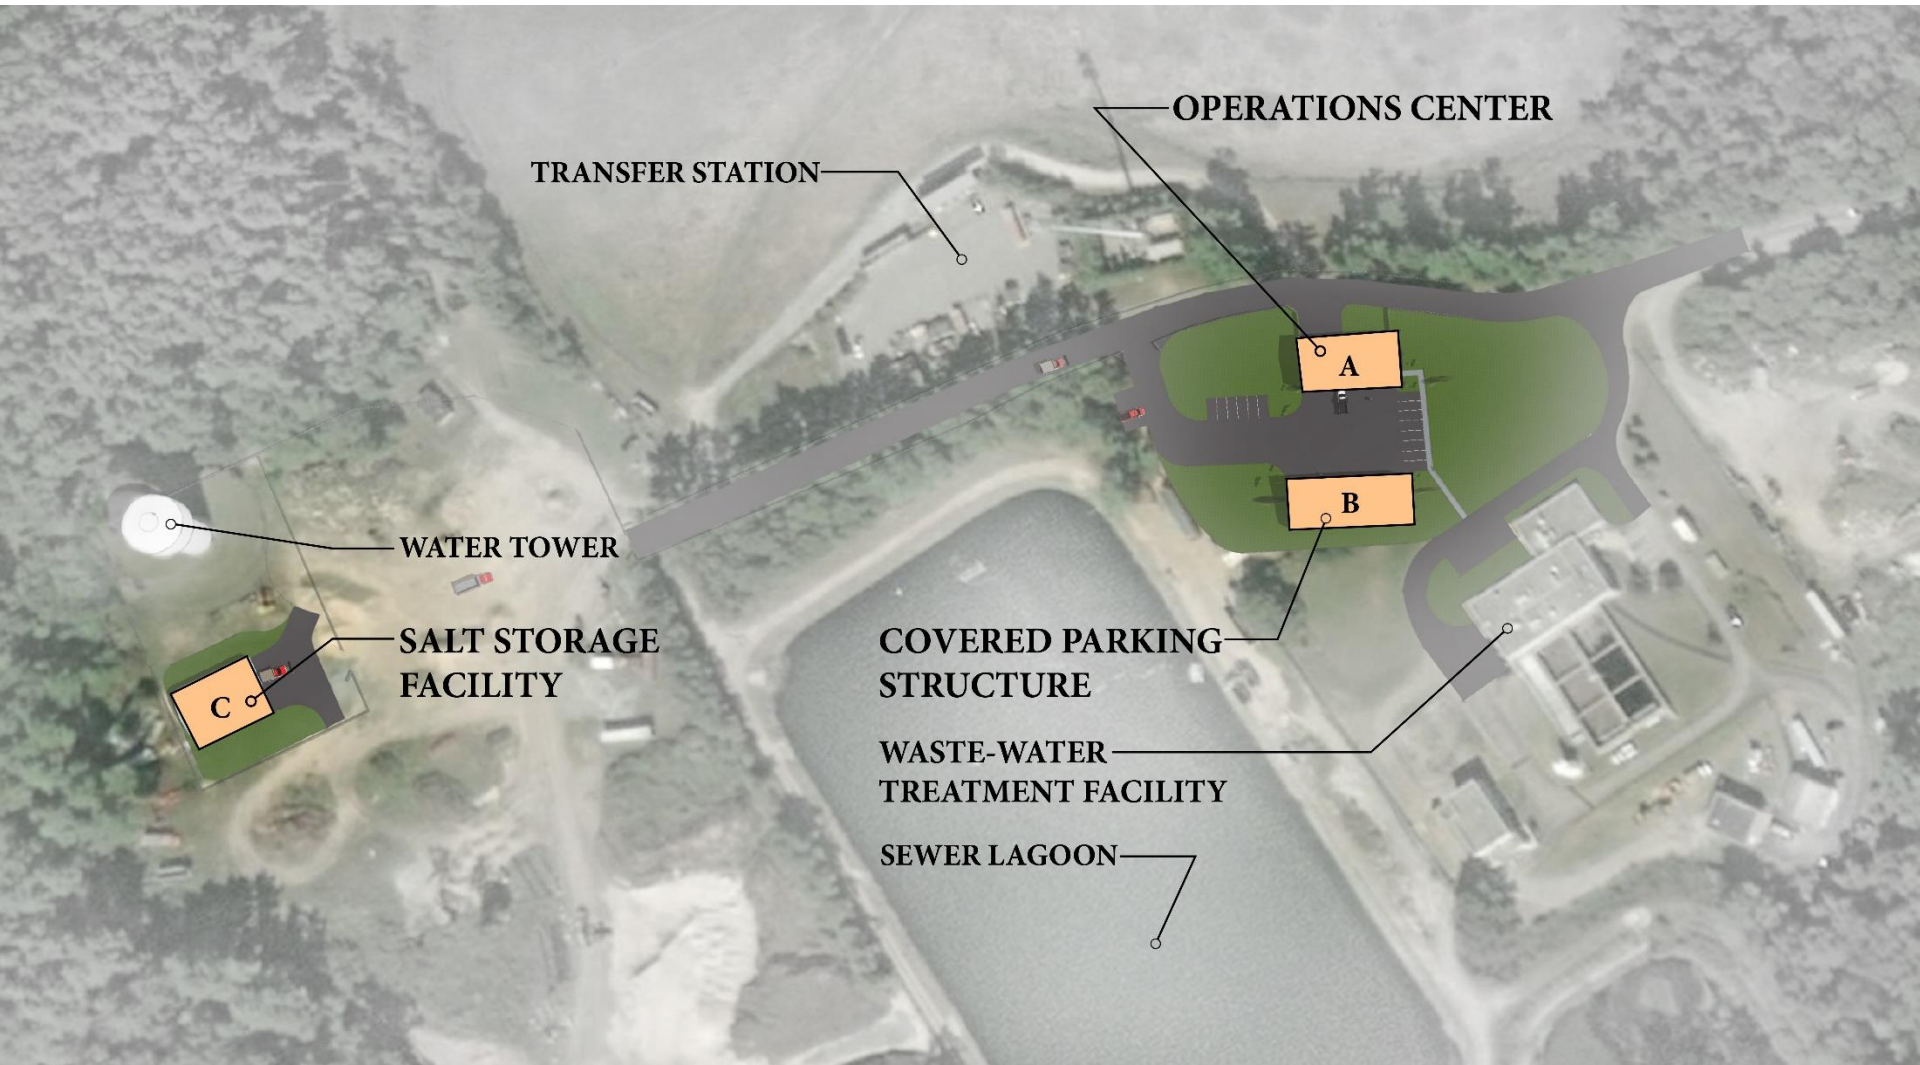 OPERATIONS CENTER
TRANSFER STATION
A
B
WATER TOWER
SALT STORAGE
FACILITY
C
COVERED PARKING
STRUCTURE
WASTE-WATER
TREATMENT FACILITY
SEWER LAGOON